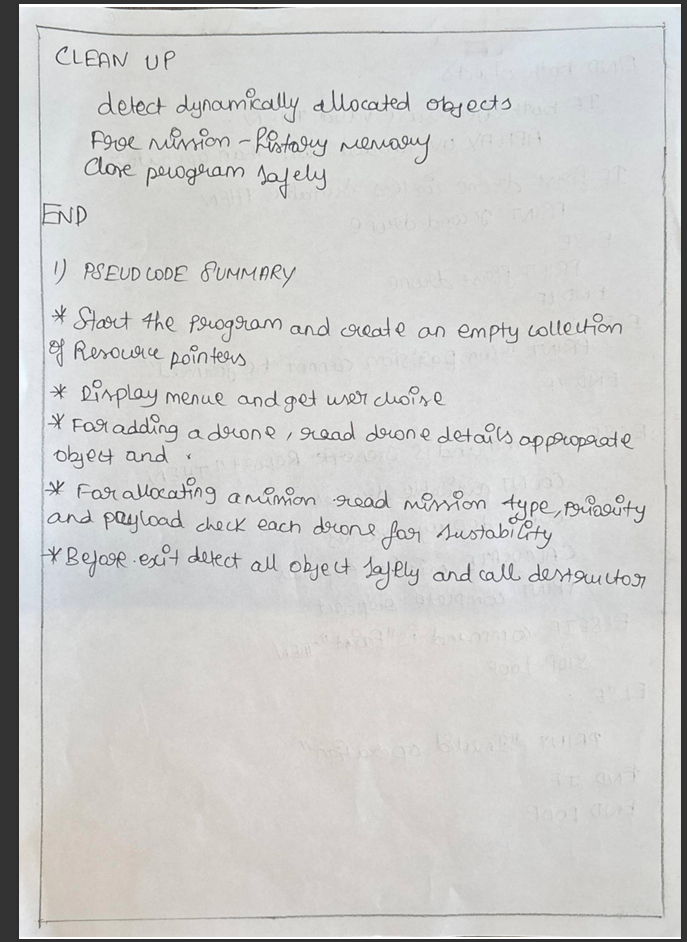 CLEAN UP
detect dynamically allocated objects
Free mission - history memory
Close program safely
END
1) PSEUDCODE SUMMARY
* Start the program and create an empty collection
of Resource pointers
* Display menue and get user choise
* For adding a drone, read drone details appropriate
object and
* For allocating a mission read mission type, priority
and payload check each drone for sustability
* Before exit detect all object safely and call destructor